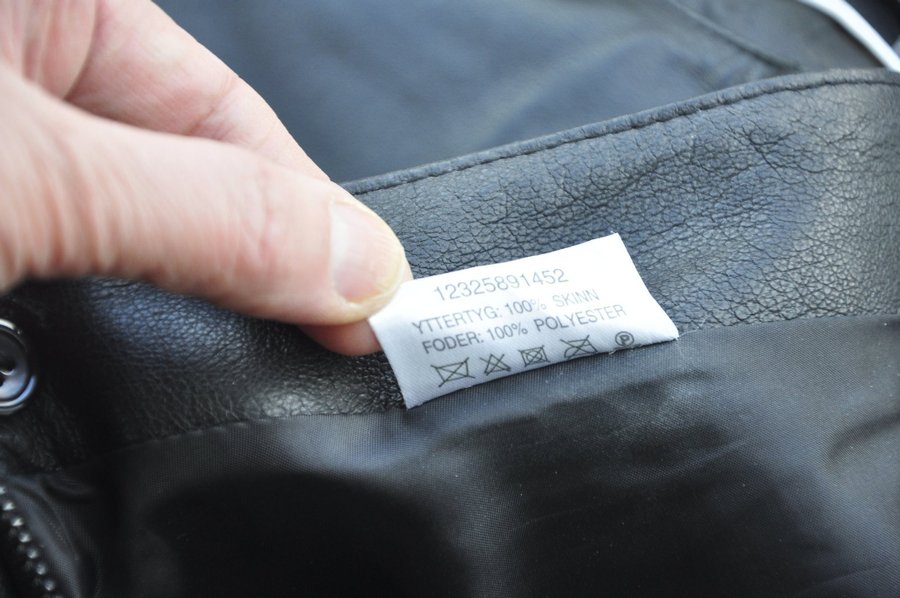 12325891452
YTTERTYG: 100% SKINN
FODER: 100% POLYESTER
P